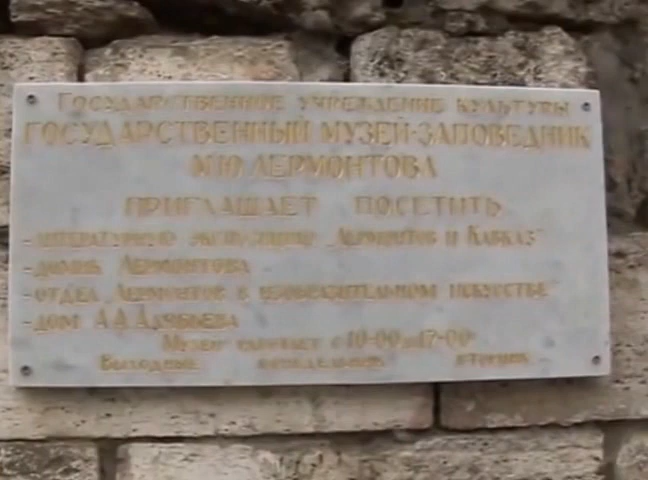 Государственное учреждение культуры
Государственный музей-заповедник
М.Ю. Лермонтова
приглашает посетить
- литературную экспозицию „Лермонтов и Кавказ"
- домик Лермонтова
- отдел „Лермонтов в изобразительном искусстве"
- дом А.А.Алябьева
Музей работает с 10-00 до 17-00
Выходные понедельник вторник